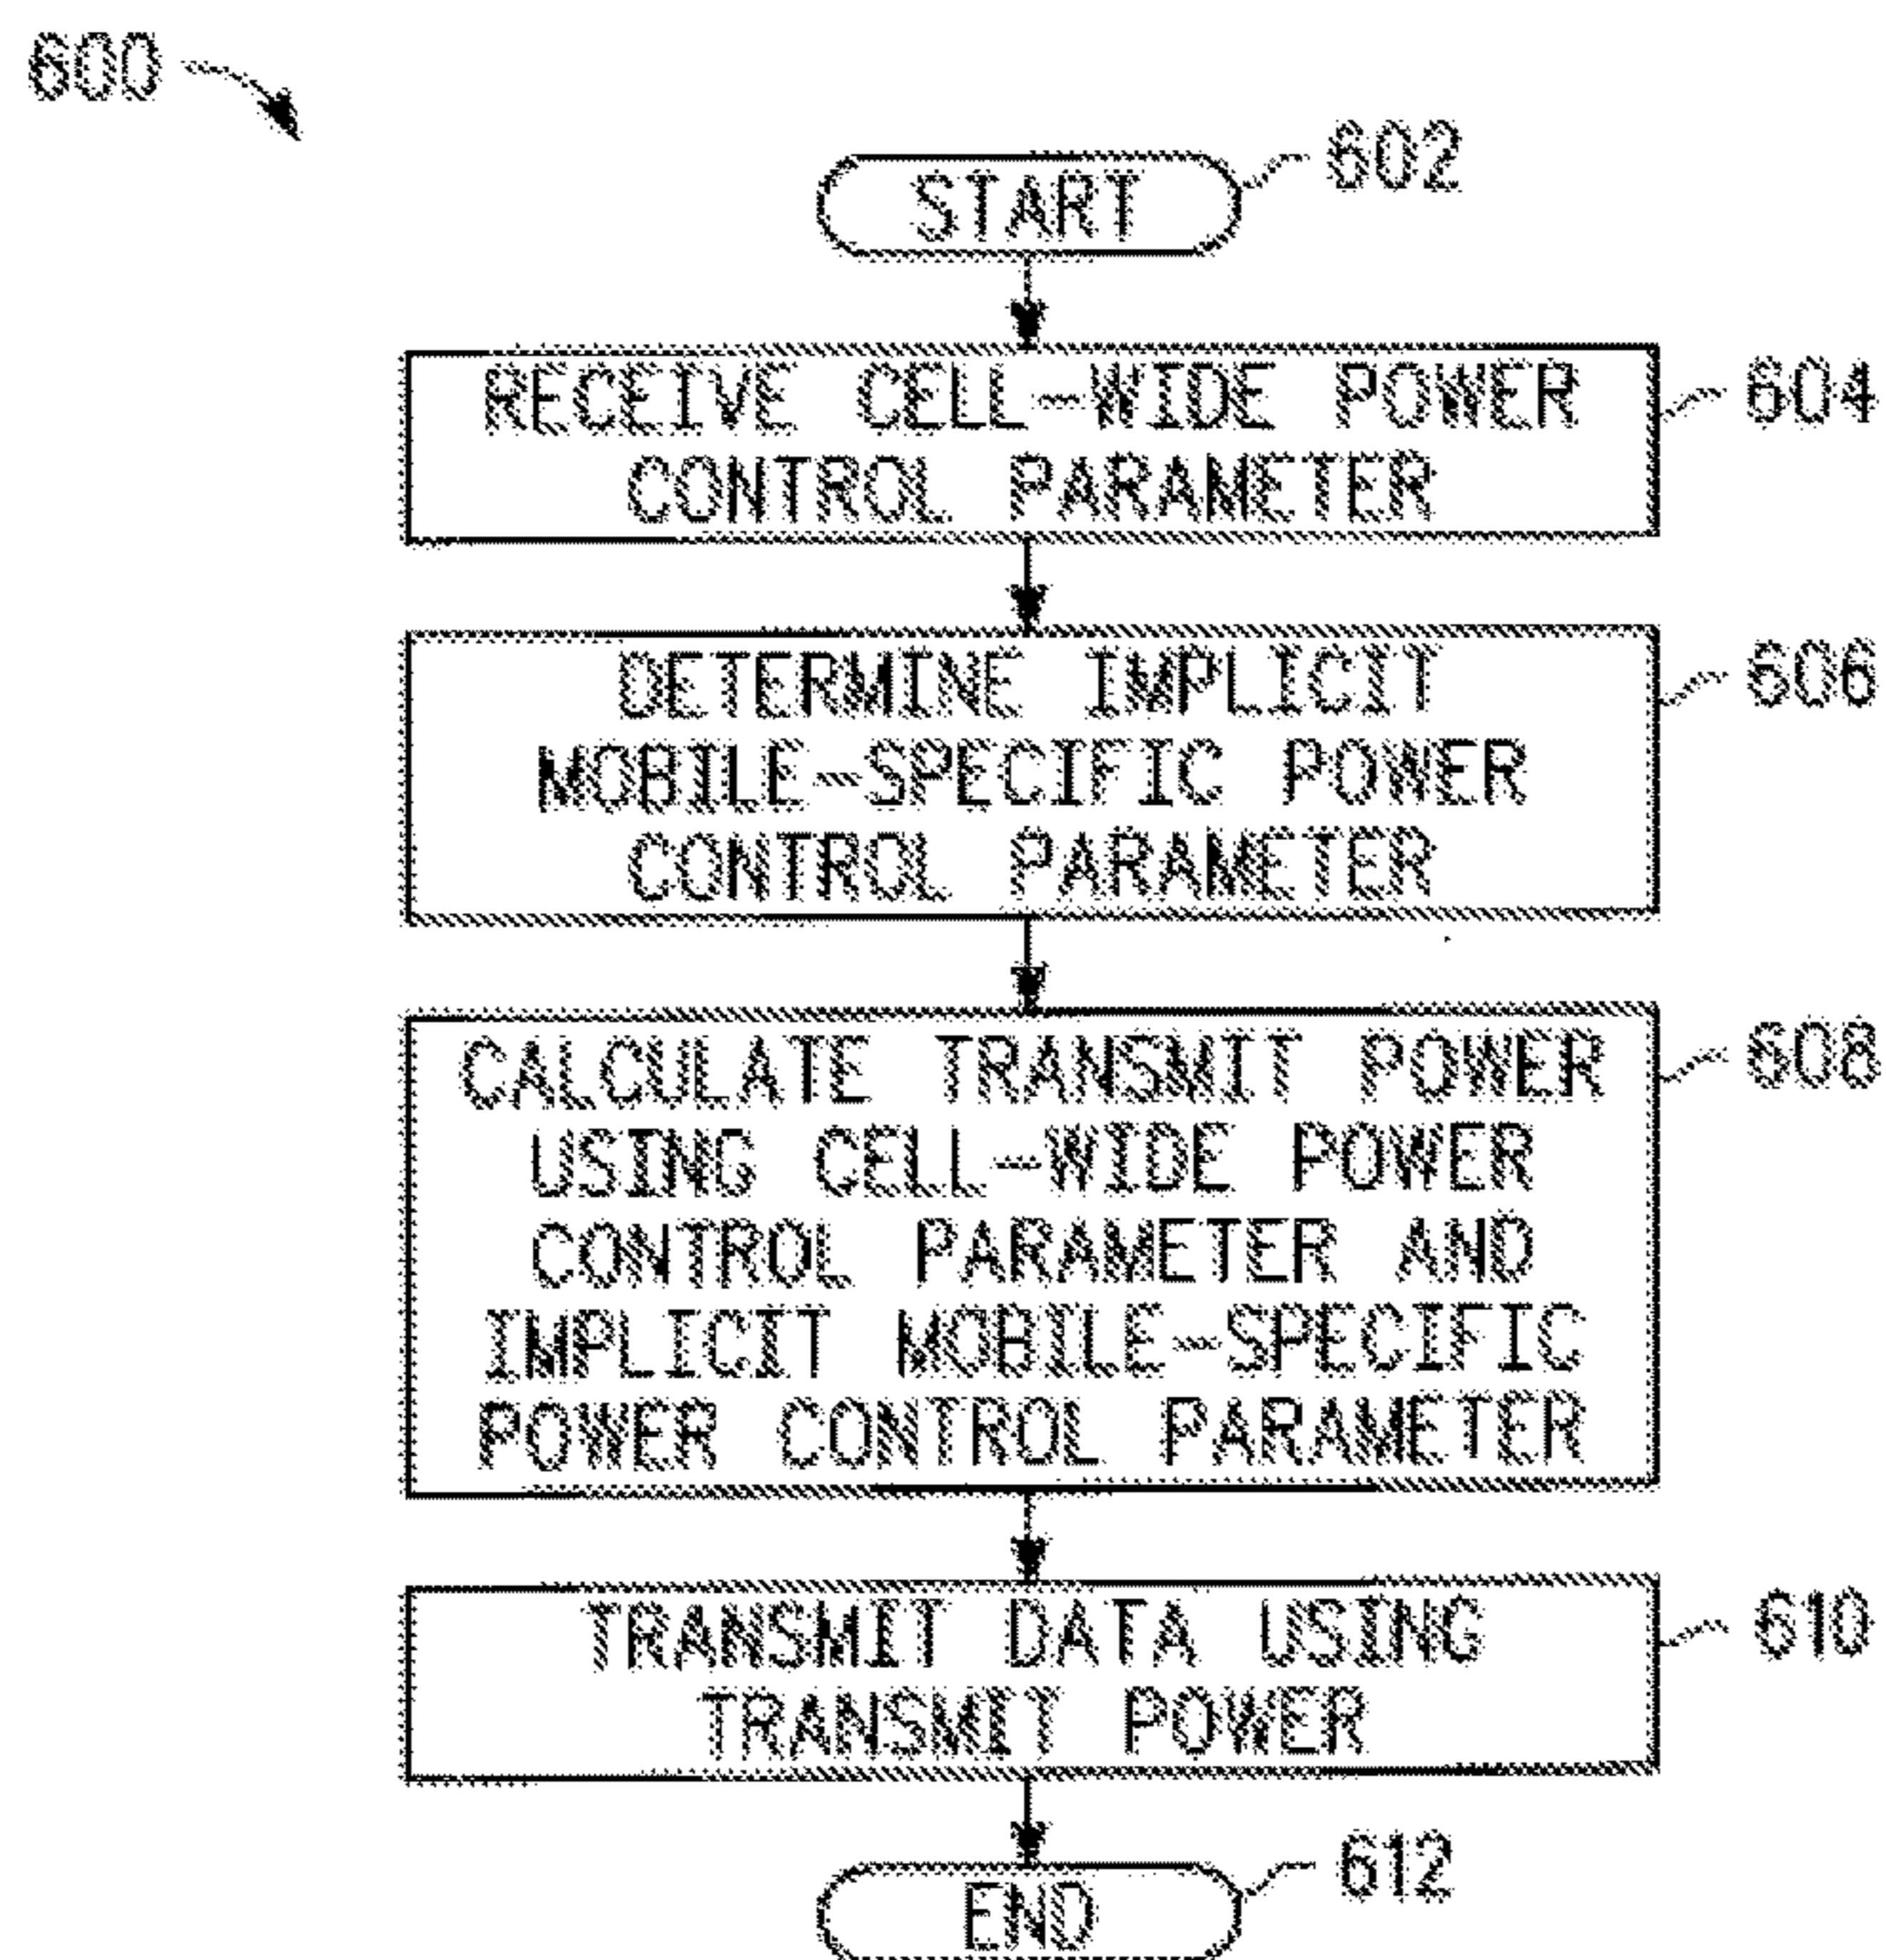 600
START
602
RECEIVE CELL-WIDE POWER
CONTROL PARAMETER
604
DETERMINE IMPLICIT
MOBILE-SPECIFIC POWER
CONTROL PARAMETER
606
CALCULATE TRANSMIT POWER
USING CELL-WIDE POWER
CONTROL PARAMETER AND
IMPLICIT MOBILE-SPECIFIC
POWER CONTROL PARAMETER
608
TRANSMIT DATA USING
TRANSMIT POWER
610
END
612